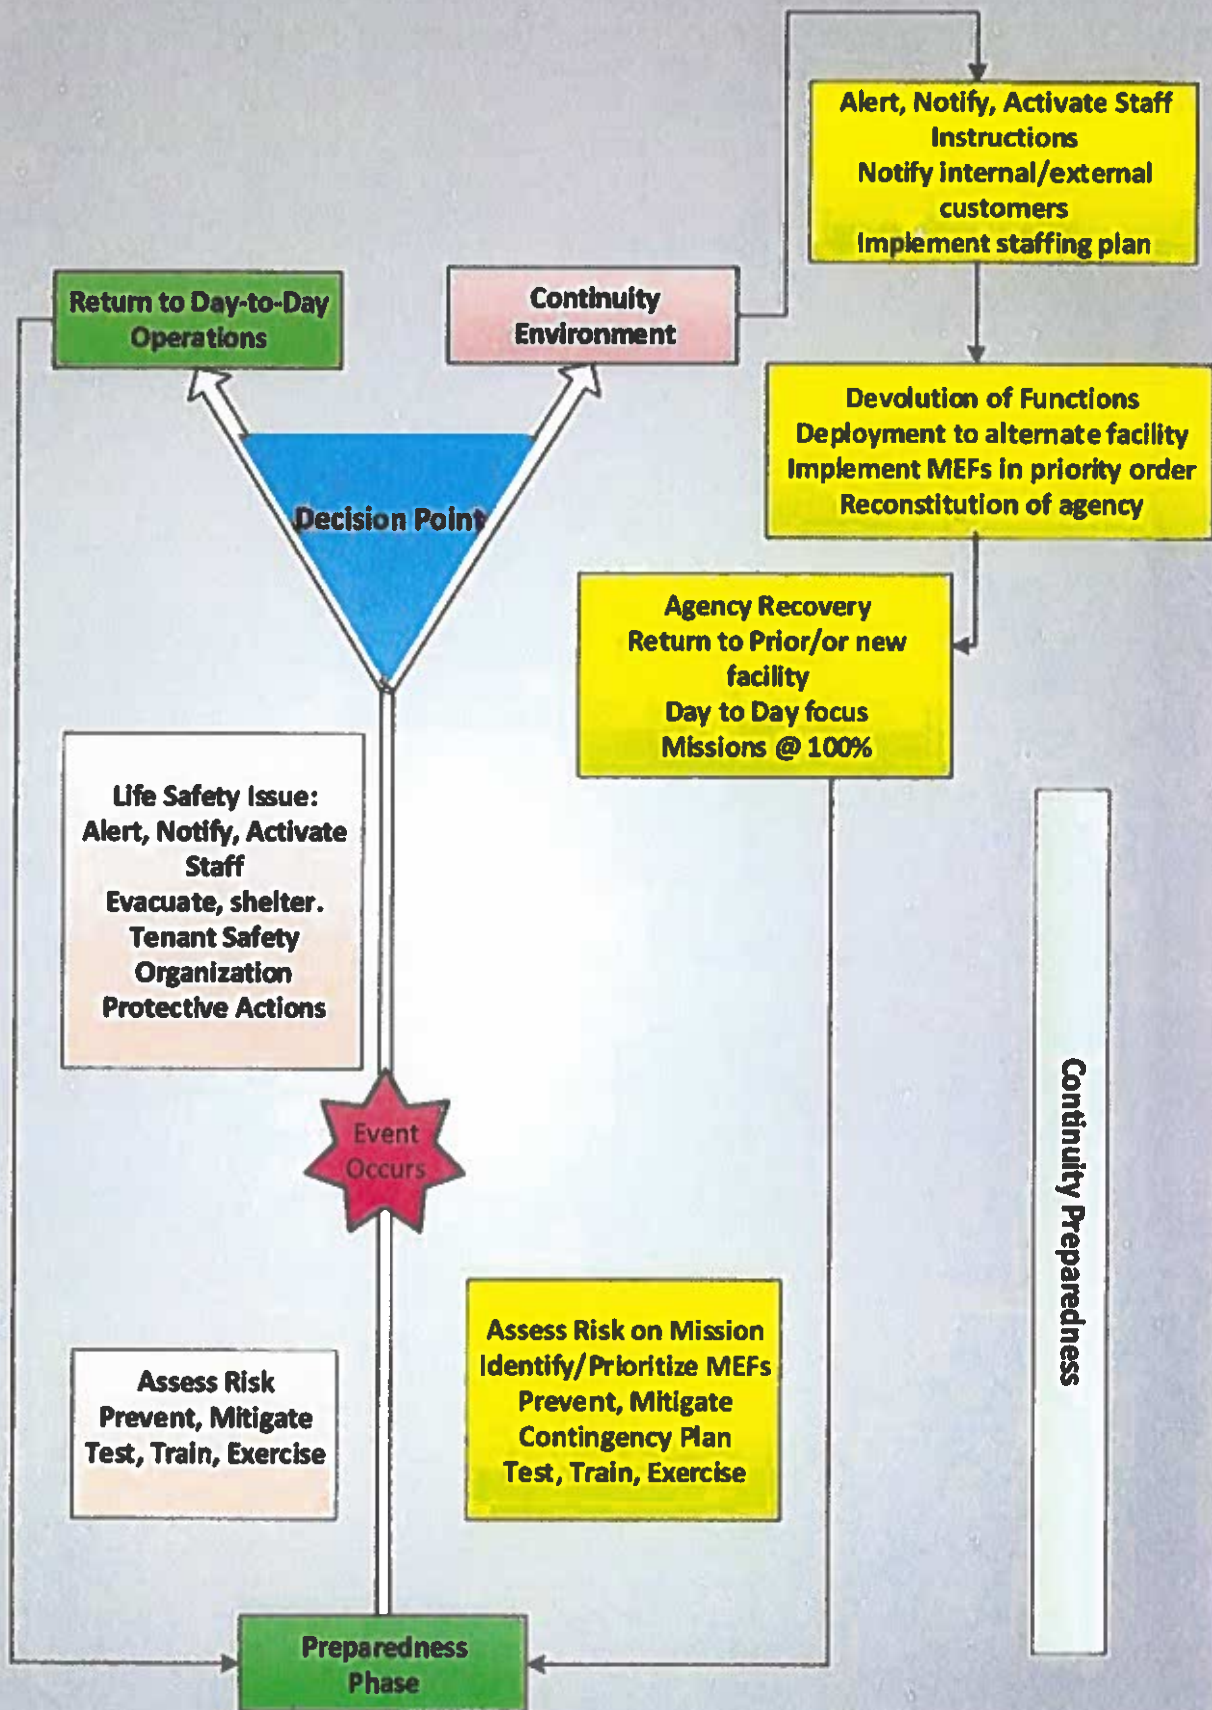 Alert, Notify, Activate Staff
Instructions
Notify internal/external
customers
Implement staffing plan
Return to Day-to-Day
Operations
Continuity
Environment
Devolution of Functions
Deployment to alternate facility
Implement MEFs in priority order
Reconstitution of agency
Decision Point
Agency Recovery
Return to Prior/or new
facility
Day to Day focus
Missions @ 100%
Life Safety Issue:
Alert, Notify, Activate
Staff
Evacuate, shelter.
Tenant Safety
Organization
Protective Actions
Event
Occurs
Continuity Preparedness
Assess Risk
Prevent, Mitigate
Test, Train, Exercise
Assess Risk on Mission
Identify/Prioritize MEFs
Prevent, Mitigate
Contingency Plan
Test, Train, Exercise
Preparedness
Phase